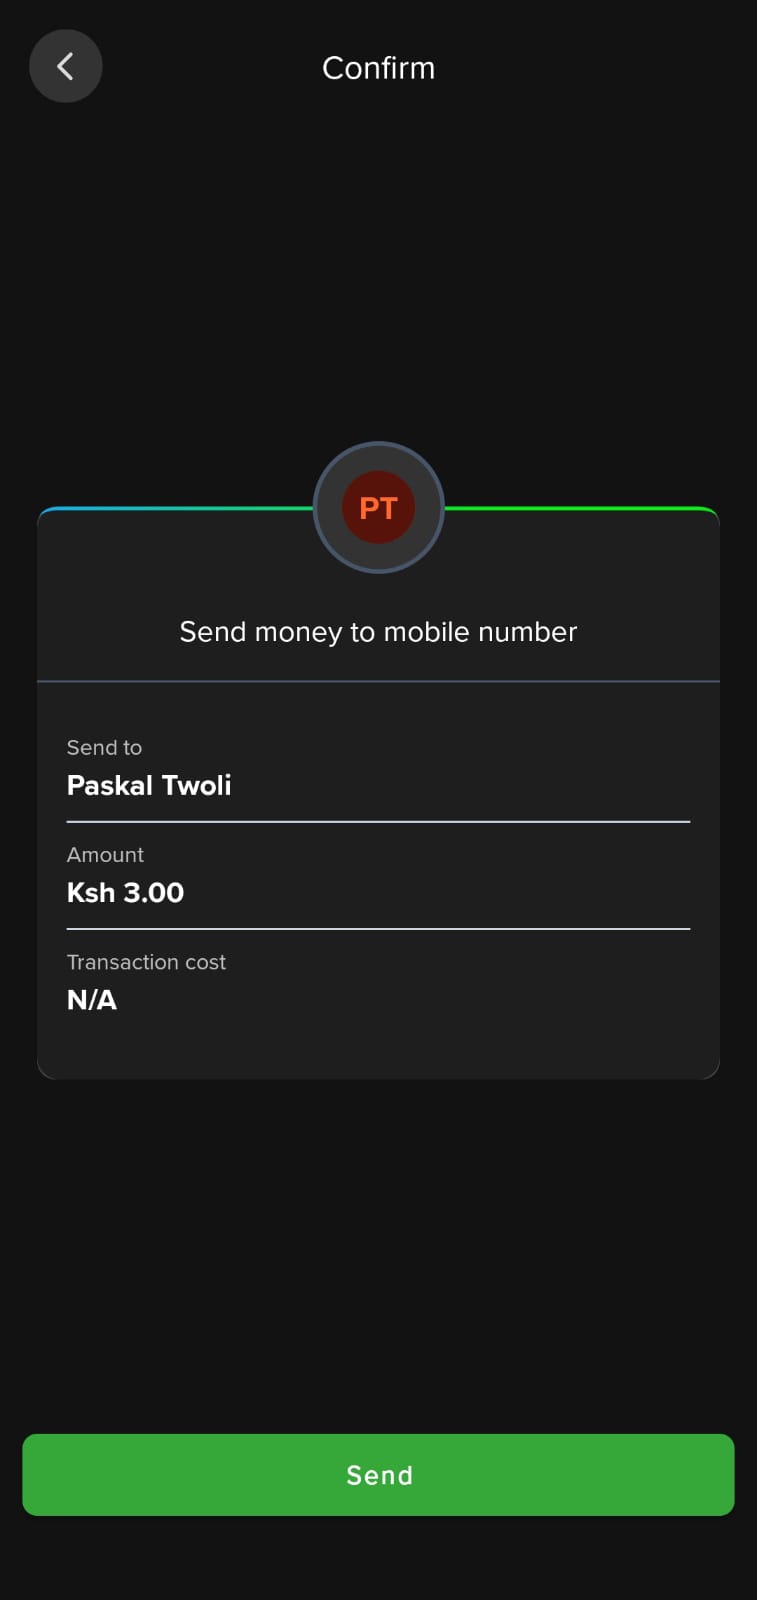 Confirm
PT
Send money to mobile number
Send to
Paskal Twoli
Amount
Ksh 3.00
Transaction cost
N/A
Send